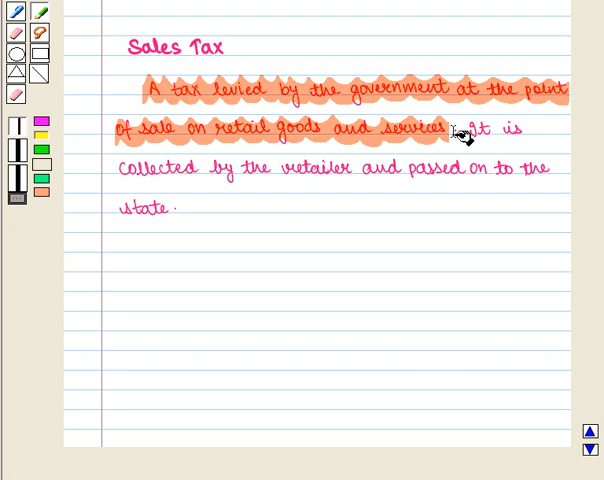 Sales Tax
A tax levied by the government at the point
of sale on retail goods and services. It is
collected by the retailer and passed on to the
state.